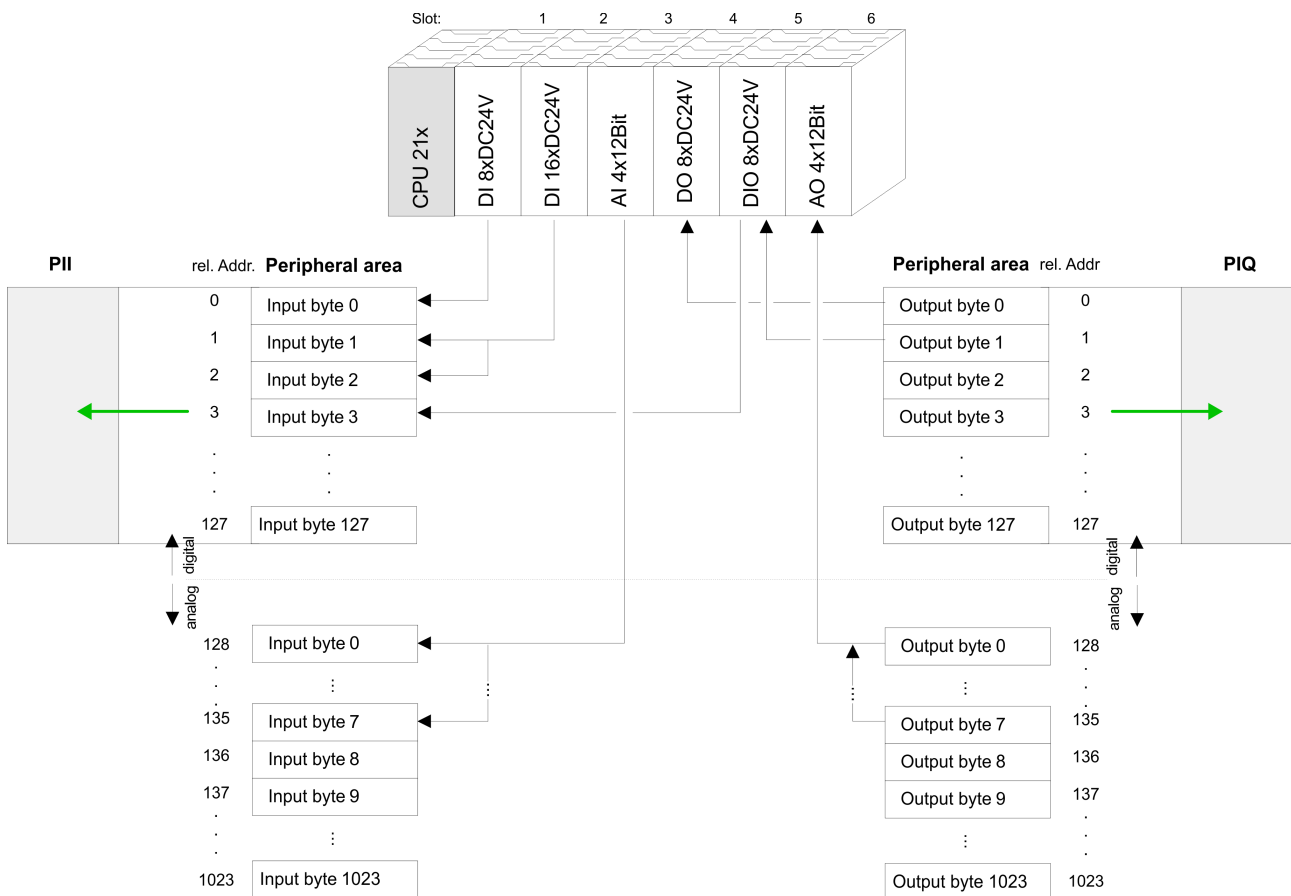 Slot: 1 2 3 4 5 6
CPU 21x
DI 8xDC24V
DI 16xDC24V
AI 4x12Bit
DO 8xDC24V
DIO 8xDC24V
AO 4x12Bit
PII
rel. Addr. Peripheral area
0 Input byte 0
1 Input byte 1
2 Input byte 2
3 Input byte 3
. .
. .
. .
127 Input byte 127
digital
analog
128 Input byte 0
. ⋮
.
135 Input byte 7
136 Input byte 8
137 Input byte 9
. ⋮
.
.
1023 Input byte 1023
...
Peripheral area rel. Addr PIQ
Output byte 0 0
Output byte 1 1
Output byte 2 2
Output byte 3 3
. .
. .
. .
Output byte 127 127
digital
analog
...
Output byte 0 128
⋮ .
.
.
Output byte 7 135
Output byte 8 136
Output byte 9 137
⋮ .
.
.
Output byte 1023 1023